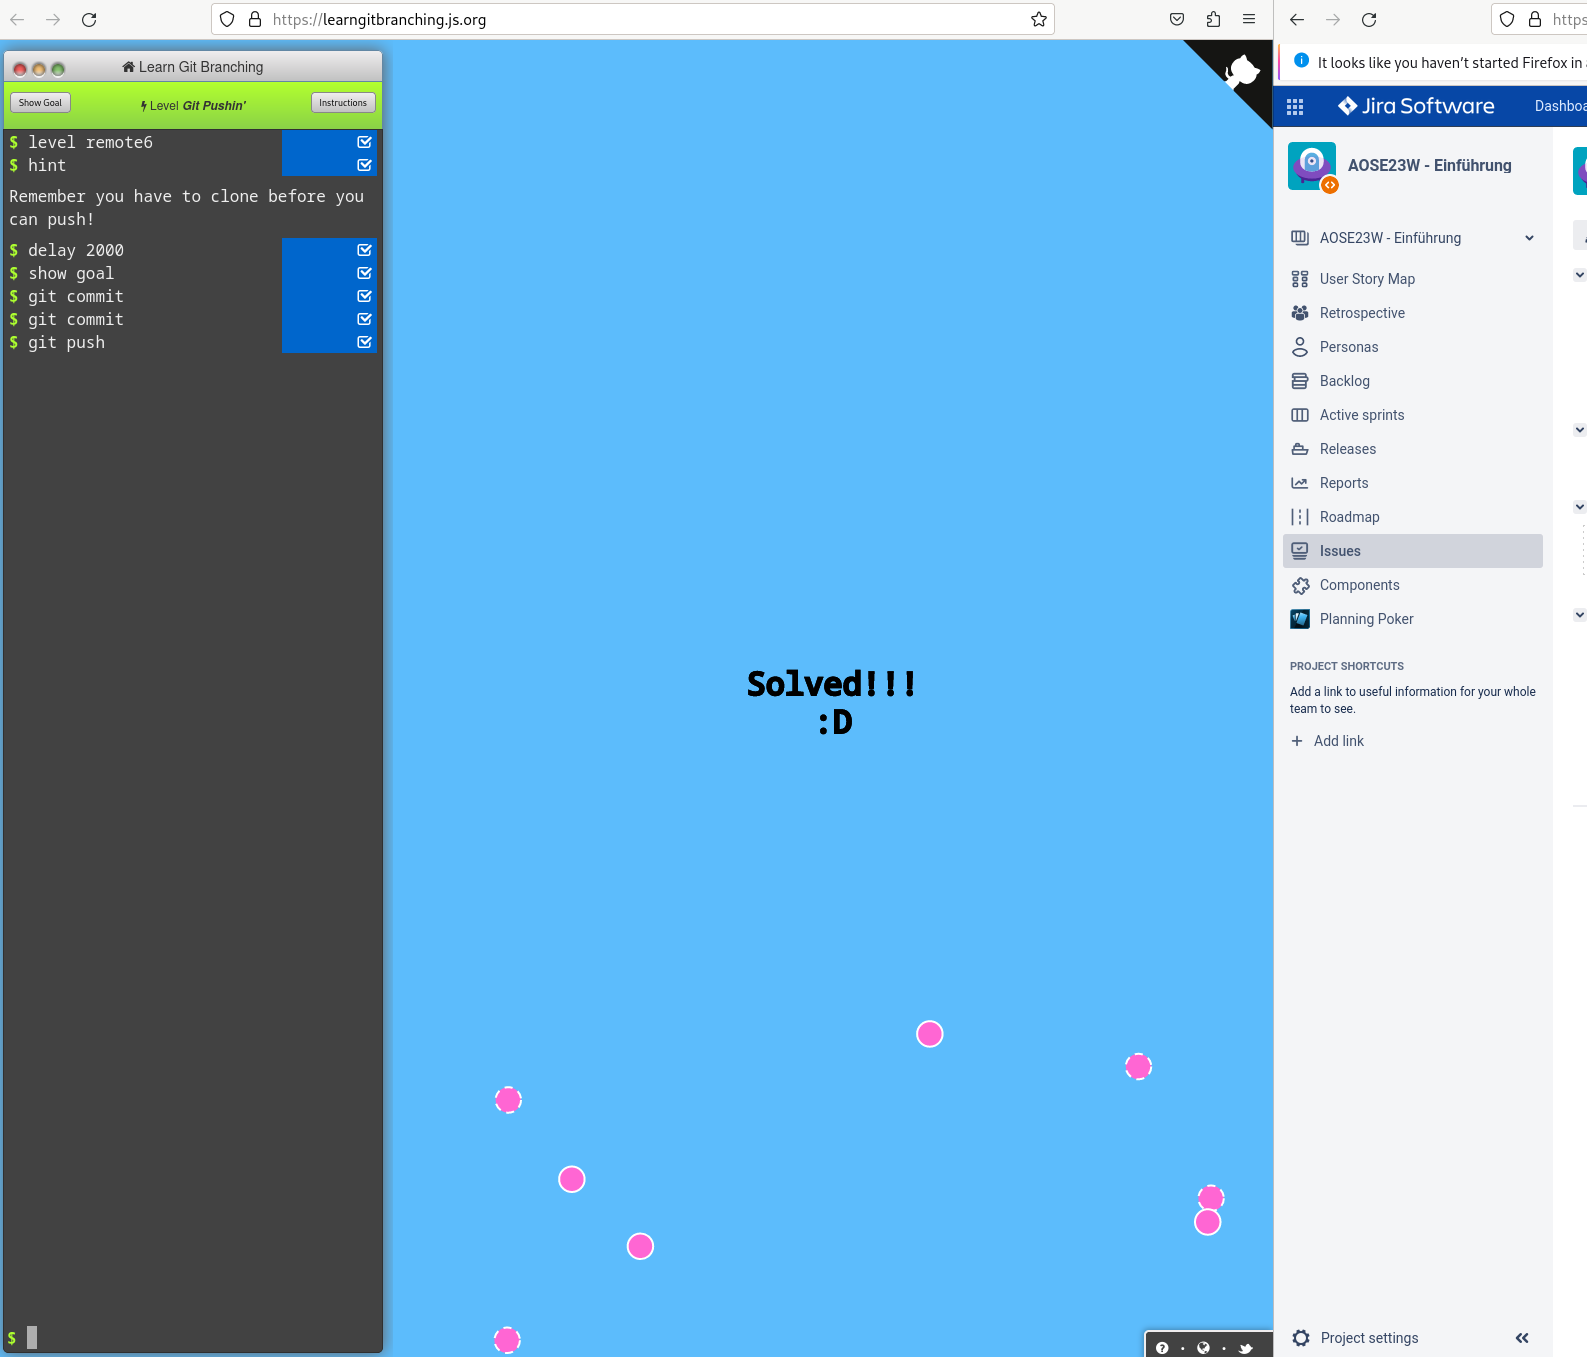 https://learngitbranching.js.org
https
Learn Git Branching
Show Goal
Level Git Pushin'
Instructions
$ level remote6
$ hint
Remember you have to clone before you
can push!
$ delay 2000
$ show goal
$ git commit
$ git commit
$ git push
$
Solved!!!
:D
It looks like you haven't started Firefox in
Jira Software
Dashboa
AOSE23W - Einführung
AOSE23W - Einführung
User Story Map
Retrospective
Personas
Backlog
Active sprints
Releases
Reports
Roadmap
Issues
Components
Planning Poker
PROJECT SHORTCUTS
Add a link to useful information for your whole
team to see.
+ Add link
Project settings